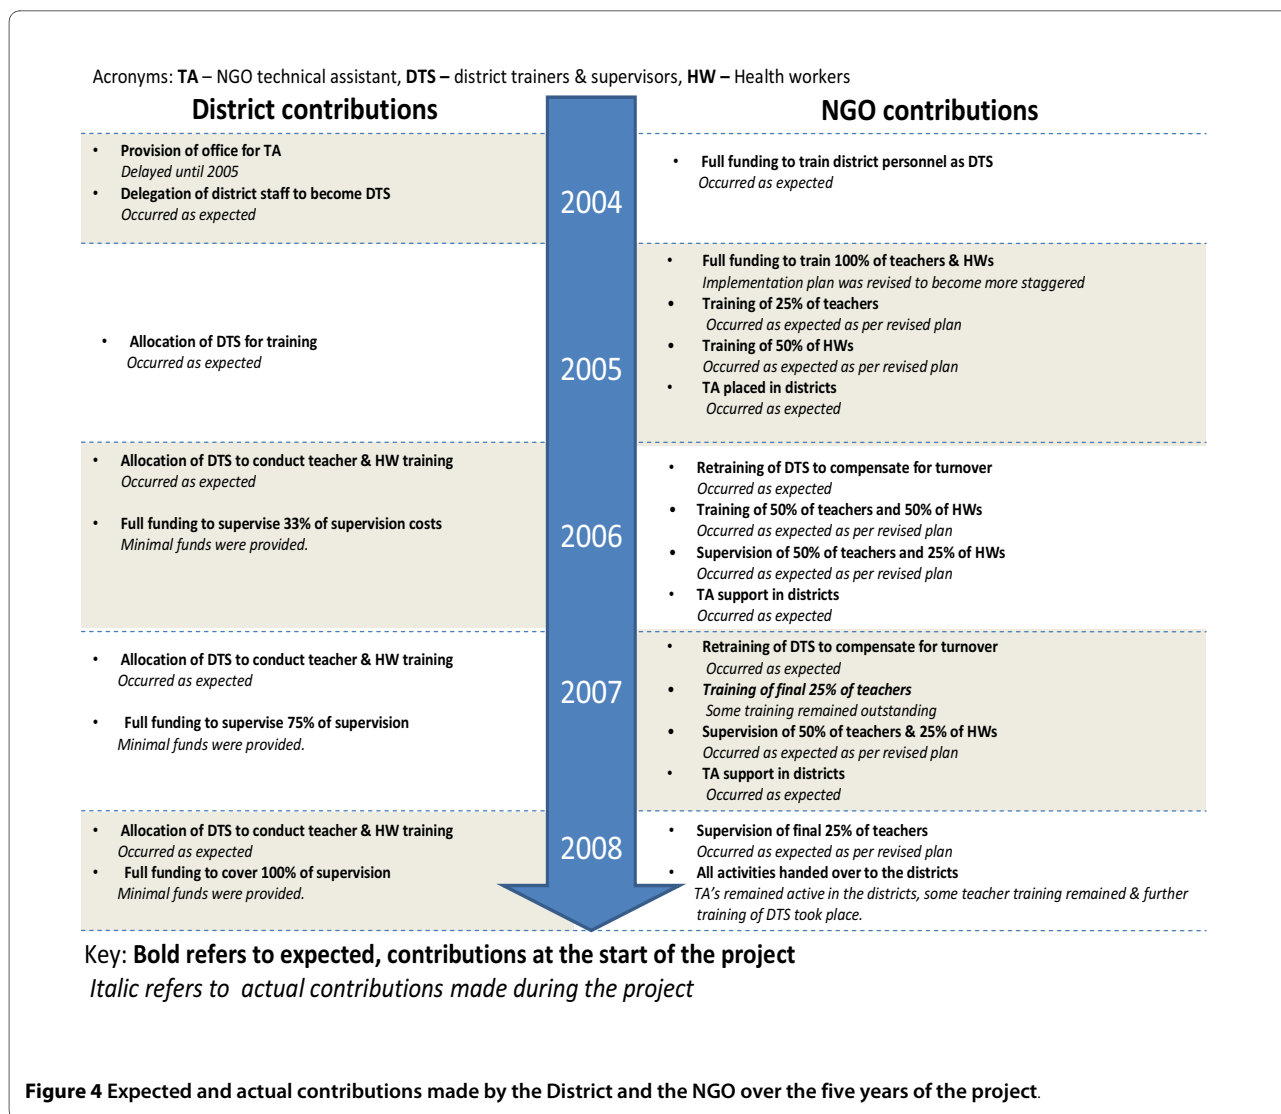 Acronyms: TA – NGO technical assistant, DTS – district trainers & supervisors, HW – Health workers
District contributions
NGO contributions
2004
• Provision of office for TA
Delayed until 2005
• Delegation of district staff to become DTS
Occurred as expected
• Full funding to train district personnel as DTS
Occurred as expected
2005
• Allocation of DTS for training
Occurred as expected
• Full funding to train 100% of teachers & HWs
Implementation plan was revised to become more staggered
• Training of 25% of teachers
Occurred as expected as per revised plan
• Training of 50% of HWs
Occurred as expected as per revised plan
• TA placed in districts
Occurred as expected
2006
• Allocation of DTS to conduct teacher & HW training
Occurred as expected
• Full funding to supervise 33% of supervision costs
Minimal funds were provided.
• Retraining of DTS to compensate for turnover
Occurred as expected
• Training of 50% of teachers and 50% of HWs
Occurred as expected as per revised plan
• Supervision of 50% of teachers and 25% of HWs
Occurred as expected as per revised plan
• TA support in districts
Occurred as expected
2007
• Allocation of DTS to conduct teacher & HW training
Occurred as expected
• Full funding to supervise 75% of supervision
Minimal funds were provided.
• Retraining of DTS to compensate for turnover
Occurred as expected
• Training of final 25% of teachers
Some training remained outstanding
• Supervision of 50% of teachers & 25% of HWs
Occurred as expected as per revised plan
• TA support in districts
Occurred as expected
2008
• Allocation of DTS to conduct teacher & HW training
Occurred as expected
• Full funding to cover 100% of supervision
Minimal funds were provided.
• Supervision of final 25% of teachers
Occurred as expected as per revised plan
• All activities handed over to the districts
TA's remained active in the districts, some teacher training remained & further
training of DTS took place.
Key: Bold refers to expected, contributions at the start of the project
Italic refers to actual contributions made during the project
Figure 4 Expected and actual contributions made by the District and the NGO over the five years of the project.